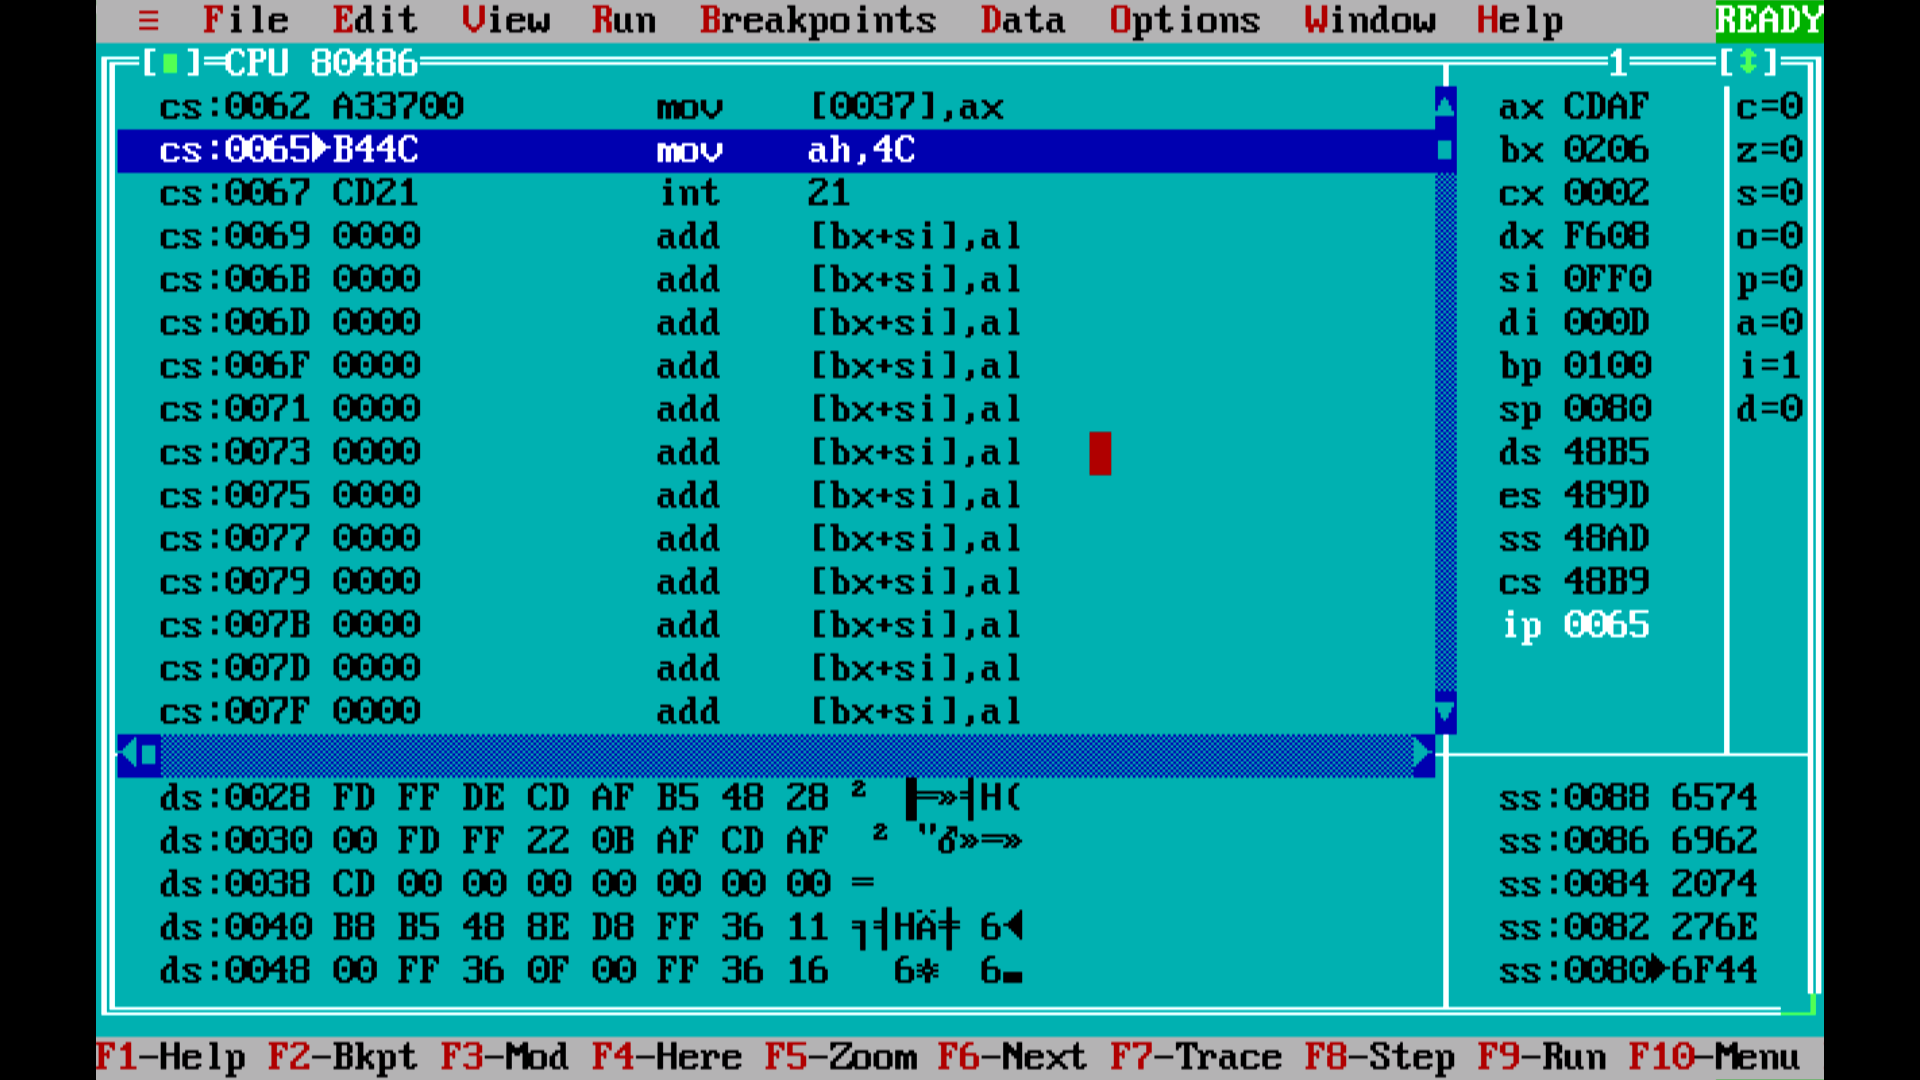 ≡ File Edit View Run Breakpoints Data Options Window Help READY
[■]=CPU 80486 1 [↕]
cs:0062 A33700 mov [0037],ax
cs:0065►B44C mov ah,4C
cs:0067 CD21 int 21
cs:0069 0000 add [bx+si],al
cs:006B 0000 add [bx+si],al
cs:006D 0000 add [bx+si],al
cs:006F 0000 add [bx+si],al
cs:0071 0000 add [bx+si],al
cs:0073 0000 add [bx+si],al
cs:0075 0000 add [bx+si],al
cs:0077 0000 add [bx+si],al
cs:0079 0000 add [bx+si],al
cs:007B 0000 add [bx+si],al
cs:007D 0000 add [bx+si],al
cs:007F 0000 add [bx+si],al
ax CDAF c=0
bx 0206 z=0
cx 0002 s=0
dx F608 o=0
si 0FF0 p=0
di 000D a=0
bp 0100 i=1
sp 0080 d=0
ds 48B5
es 489D
ss 48AD
cs 48B9
ip 0065
ds:0028 FD FF DE CD AF B5 48 28 ² ▐═»╡H(
ds:0030 00 FD FF 22 0B AF CD AF ² "♂»═»
ds:0038 CD 00 00 00 00 00 00 00 ═
ds:0040 B8 B5 48 8E D8 FF 36 11 ╕╡HÄ╪ 6◄
ds:0048 00 FF 36 0F 00 FF 36 16 6☼ 6▬
ss:0088 6574
ss:0086 6962
ss:0084 2074
ss:0082 276E
ss:0080►6F44
F1-Help F2-Bkpt F3-Mod F4-Here F5-Zoom F6-Next F7-Trace F8-Step F9-Run F10-Menu